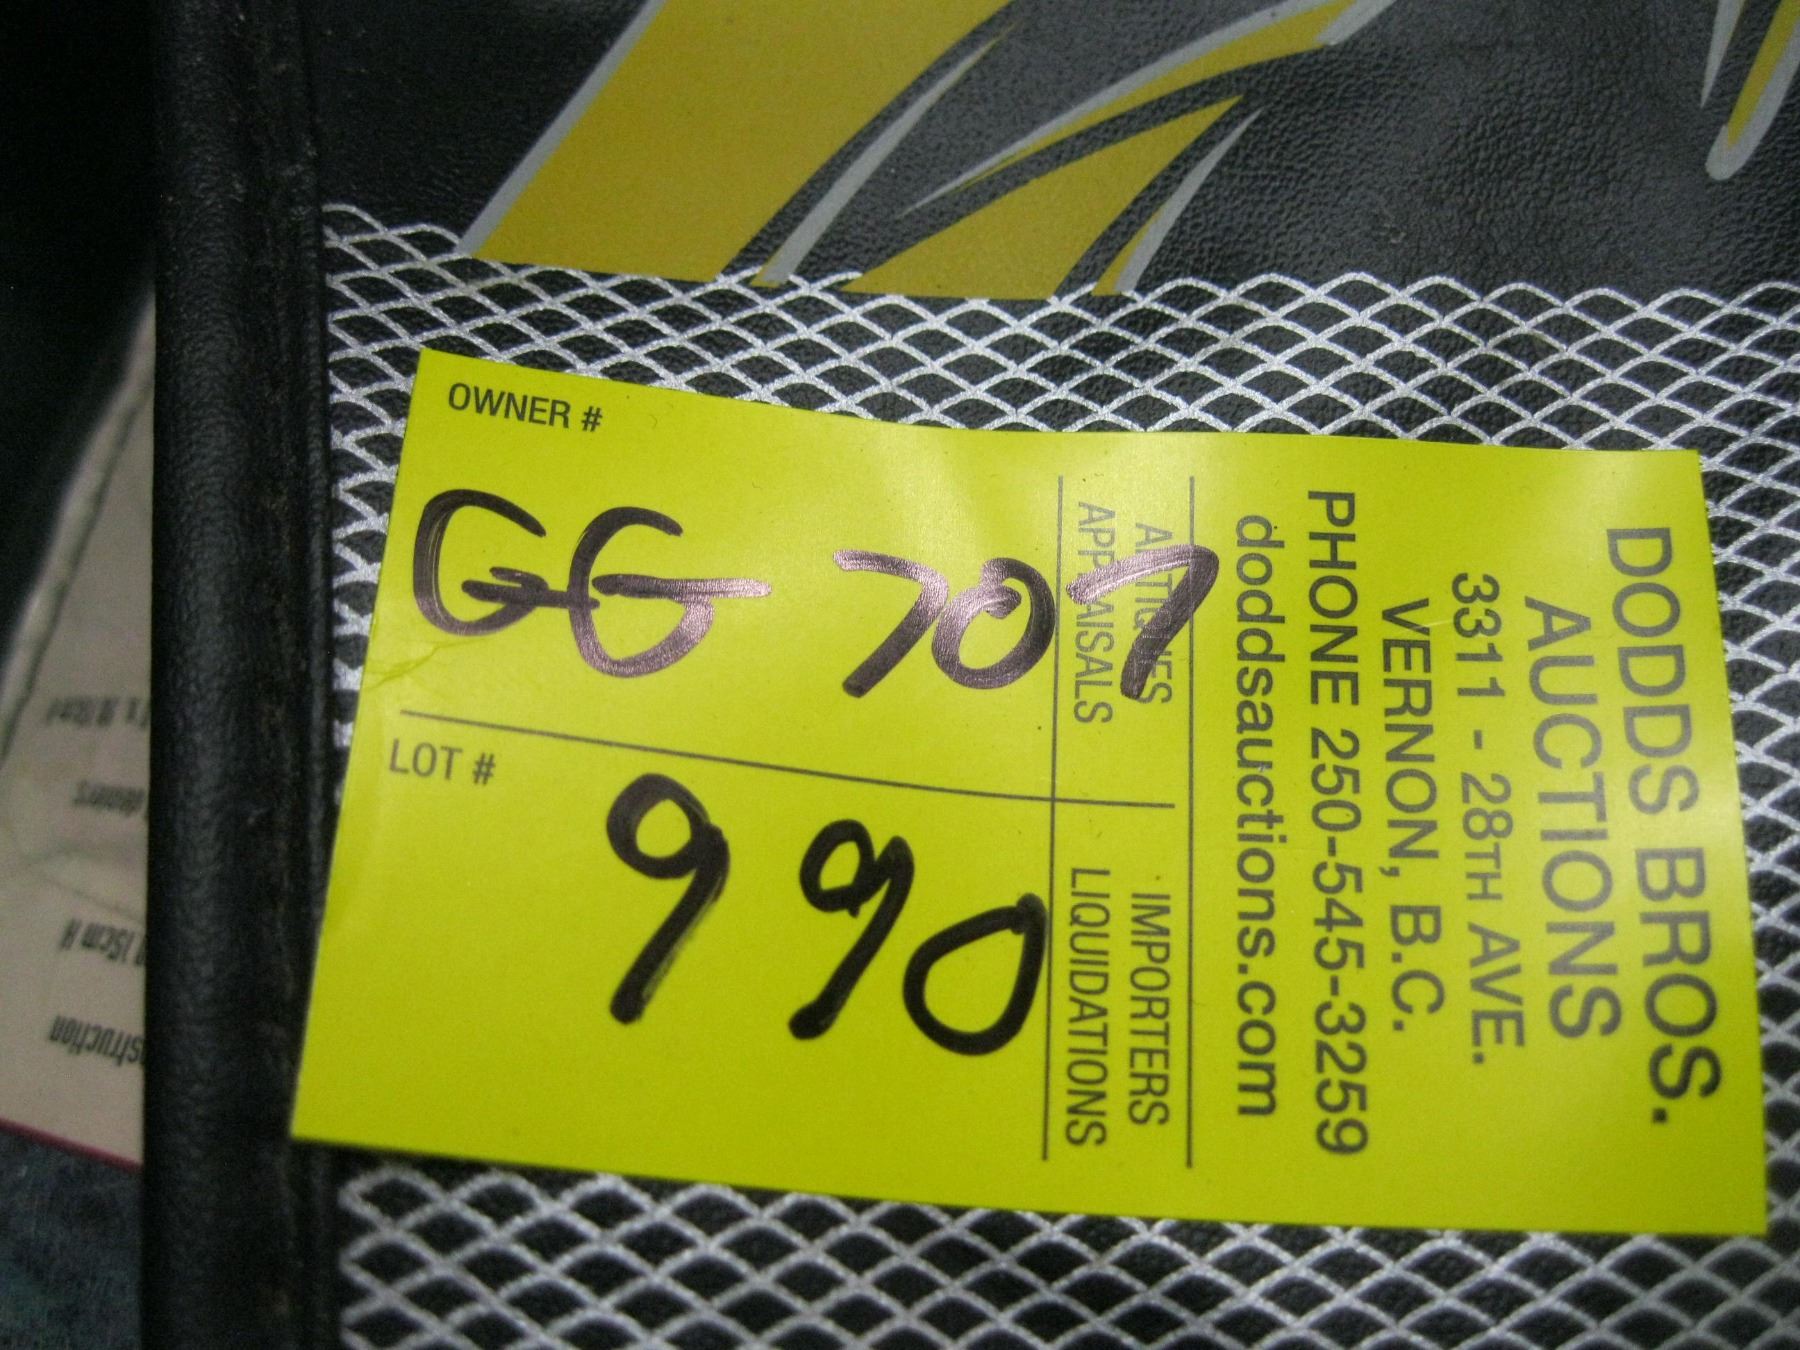 OWNER #
GG 707
LOT #
990
DODDS BROS.
AUCTIONS
3311 - 28TH AVE.
VERNON, B.C.
PHONE 250-545-3259
doddsauctions.com
ANTIQUES
APPRAISALS
IMPORTERS
LIQUIDATIONS
15cm H